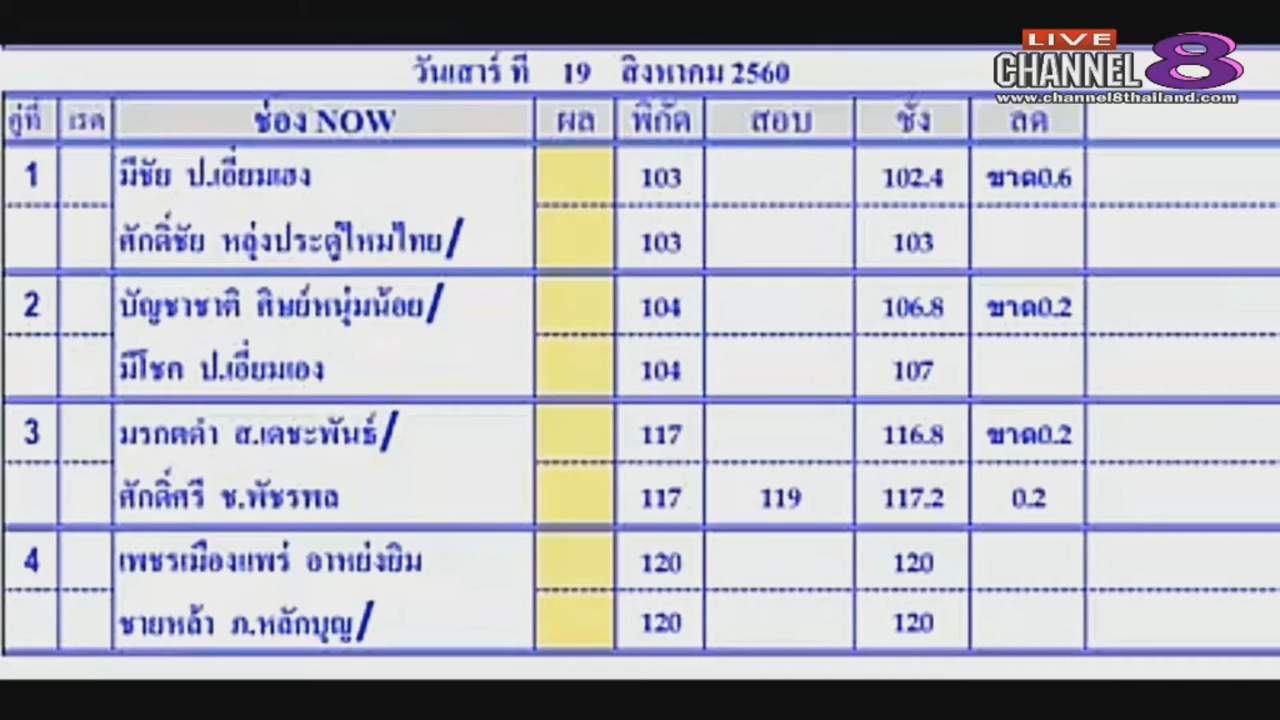 LIVE
CHANNEL 8
www.channel8thailand.com
วันเสาร์ ที่ 19 สิงหาคม 2560
คู่ที่ เรต ช่อง NOW ผล พิกัด สอบ ชั่ง ลด
1 มีชัย ป.เอี่ยมเฮง 103 102.4 ขาด0.6
ศักดิ์ชัย หลุ่งประตูไหมไทย/ 103 103
2 บัญชาชาติ ศิษย์หนุ่มน้อย/ 104 106.8 ขาด0.2
มีโชค ป.เอี่ยมเฮง 104 107
3 มรกตดำ ส.เดชะพันธ์/ 117 116.8 ขาด0.2
ศักดิ์ศรี ช.พัชรพล 117 119 117.2 0.2
4 เพชรเมืองแพร่ อาหย่งยิม 120 120
ชายหล้า ภ.หลักบุญ/ 120 120